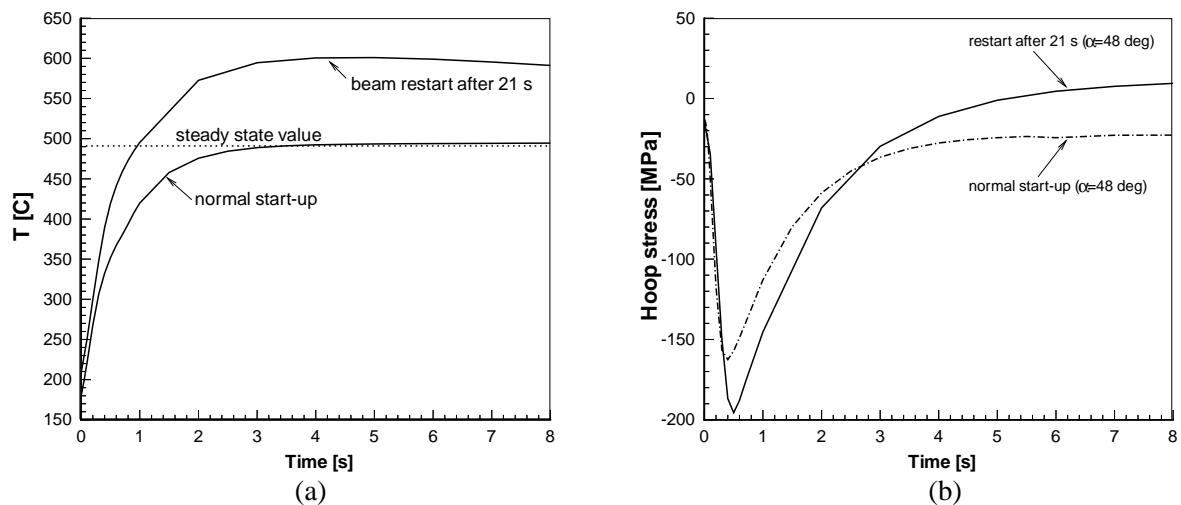 650
600
550
500
450
400
350
300
250
200
150
T [C]
beam restart after 21 s
steady state value
normal start-up
0 1 2 3 4 5 6 7 8
Time [s]
(a)
50
0
-50
-100
-150
-200
Hoop stress [MPa]
restart after 21 s (α=48 deg)
normal start-up (α=48 deg)
0 1 2 3 4 5 6 7 8
Time [s]
(b)